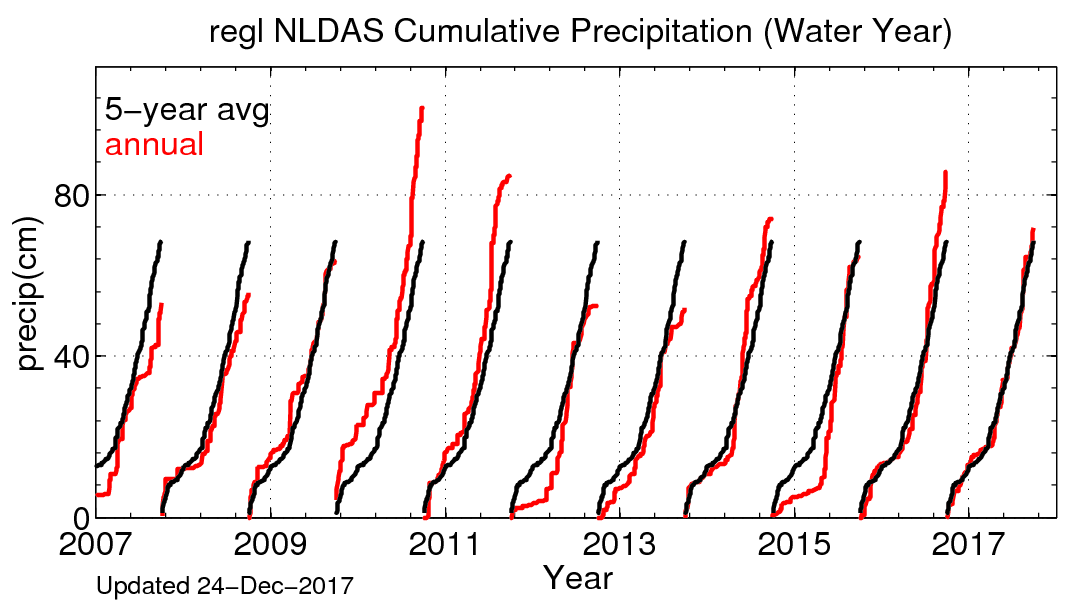 regl NLDAS Cumulative Precipitation (Water Year)
5−year avg
annual
precip(cm)
80
40
0
2007 2009 2011 2013 2015 2017
Year
Updated 24−Dec−2017